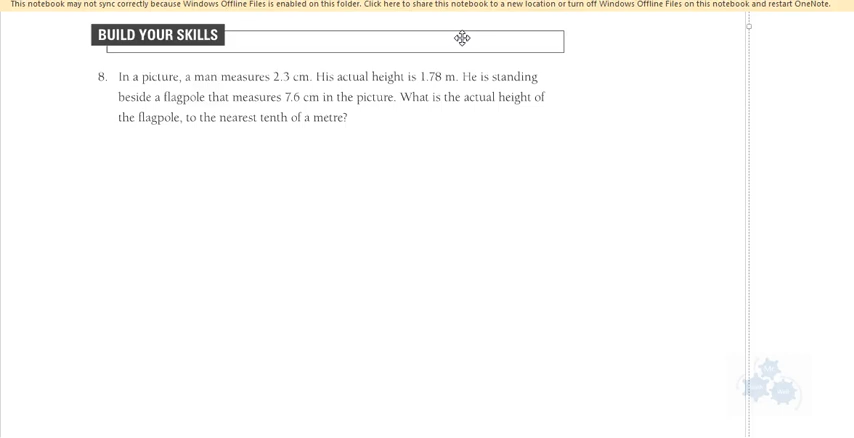 This notebook may not sync correctly because Windows Offline Files is enabled on this folder. Click here to share this notebook to a new location or turn off Windows Offline Files on this notebook and restart OneNote.
BUILD YOUR SKILLS
8. In a picture, a man measures 2.3 cm. His actual height is 1.78 m. He is standing
beside a flagpole that measures 7.6 cm in the picture. What is the actual height of
the flagpole, to the nearest tenth of a metre?